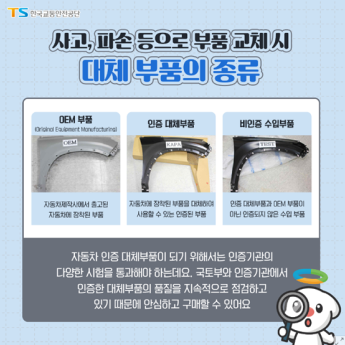 TS 한국교통안전공단
사고, 파손 등으로 부품 교체 시
대체 부품의 종류
OEM 부품
(Original Equipment Manufacturing)
OEM
자동차제작사에서 출고된
자동차에 장착된 부품
인증 대체부품
KAPA
자동차에 장착된 부품을 대체하여
사용할 수 있는 인증된 부품
비인증 수입부품
TEST
인증 대체부품과 OEM 부품이
아닌 인증되지 않은 수입 부품
자동차 인증 대체부품이 되기 위해서는 인증기관의
다양한 시험을 통과해야 하는데요. 국토부와 인증기관에서
인증한 대체부품의 품질을 지속적으로 점검하고
있기 때문에 안심하고 구매할 수 있어요